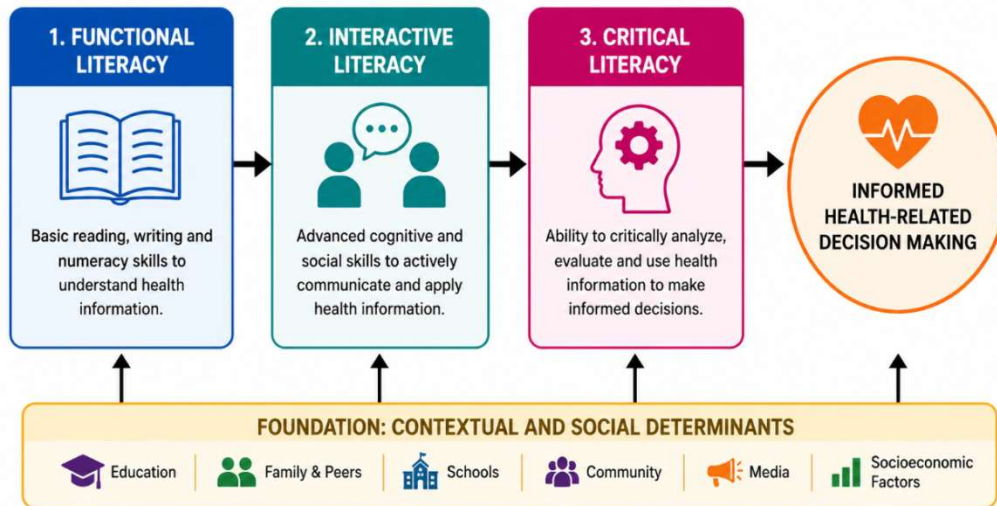 1. FUNCTIONAL
LITERACY
Basic reading, writing and
numeracy skills to
understand health
information.
2. INTERACTIVE
LITERACY
Advanced cognitive and
social skills to actively
communicate and apply
health information.
3. CRITICAL
LITERACY
Ability to critically analyze,
evaluate and use health
information to make
informed decisions.
INFORMED
HEALTH-RELATED
DECISION MAKING
FOUNDATION: CONTEXTUAL AND SOCIAL DETERMINANTS
Education
Family & Peers
Schools
Community
Media
Socioeconomic
Factors